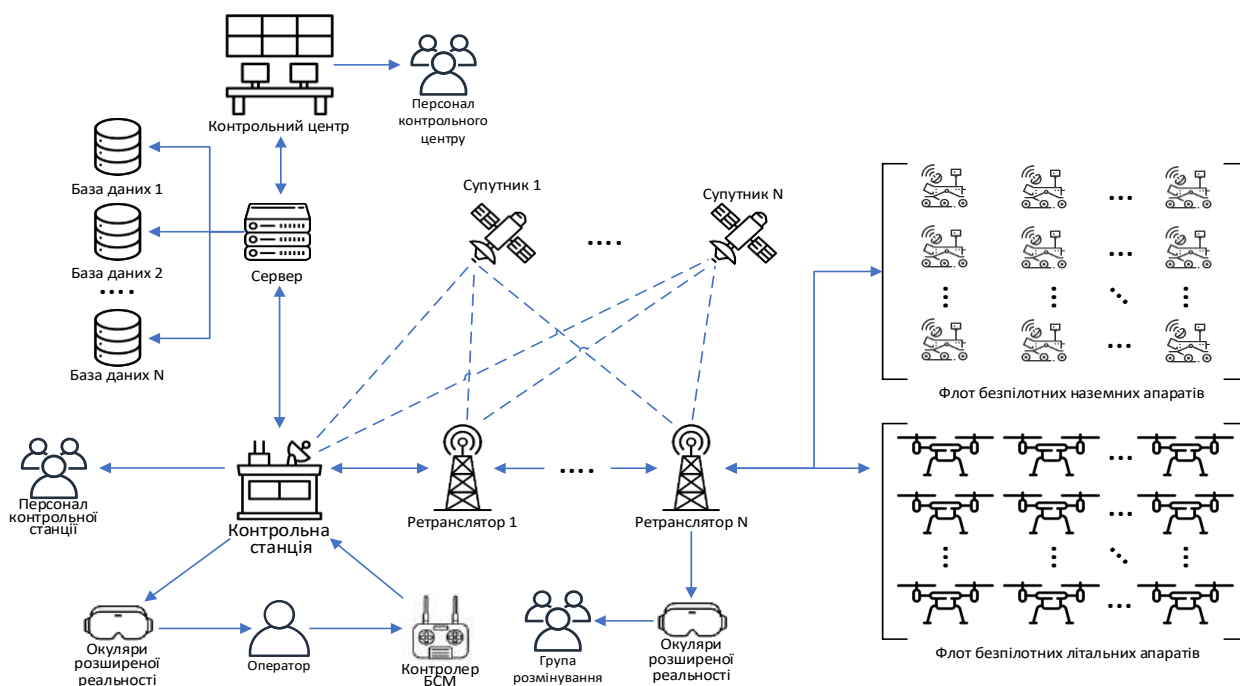 Контрольний центр
Персонал
контрольного
центру
База даних 1
Супутник 1
Супутник N
База даних 2
....
Сервер
....
...
...
База даних N
...
Флот безпілотних наземних апаратів
...
Персонал
контрольної
станції
Контрольна
станція
....
Ретранслятор 1
Ретранслятор N
...
...
Окуляри
розширеної
реальності
Оператор
Контролер
БСМ
Група
розмінування
Окуляри
розширеної
реальності
Флот безпілотних літальних апаратів